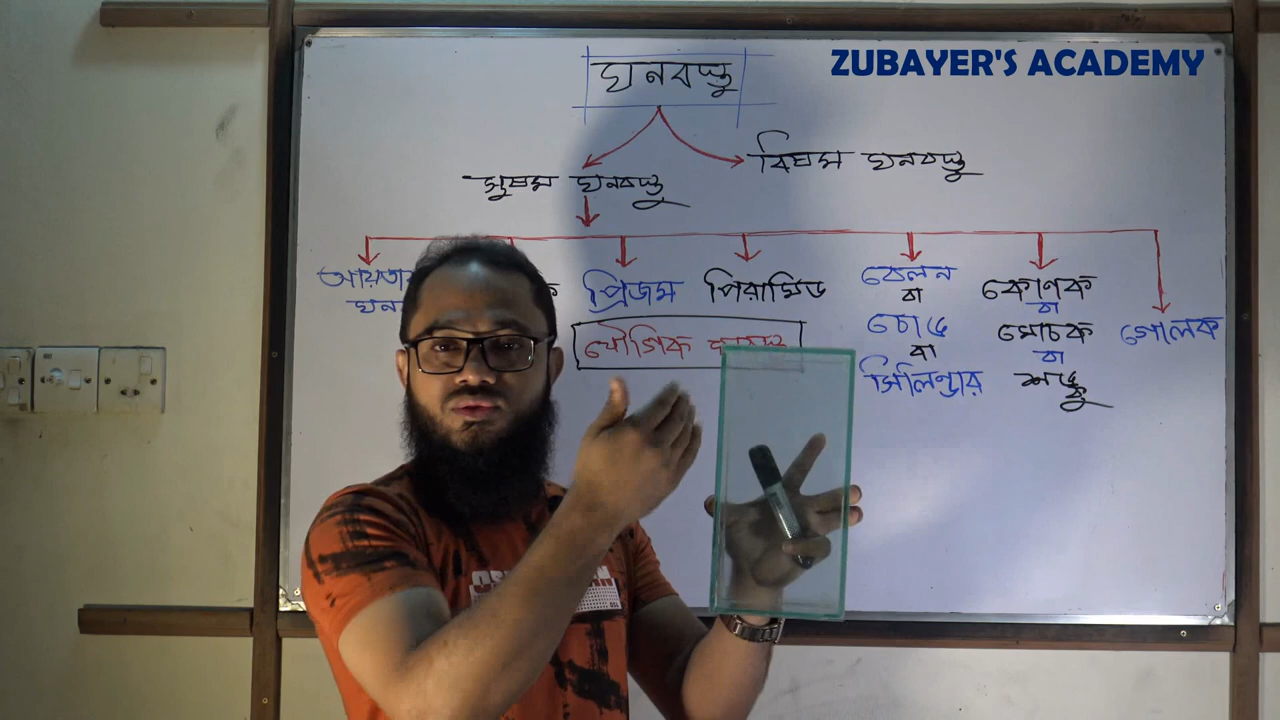 ZUBAYER'S ACADEMY
ঘনবস্তু
বিষম ঘনবস্তু
সুষম ঘনবস্তু
প্রিজম
পিরামিড
বেলন
বা
চোঙ
বা
সিলিণ্ডার
কোণক
বা
মোচক
বা
শঙ্কু
গোলক
যৌগিক